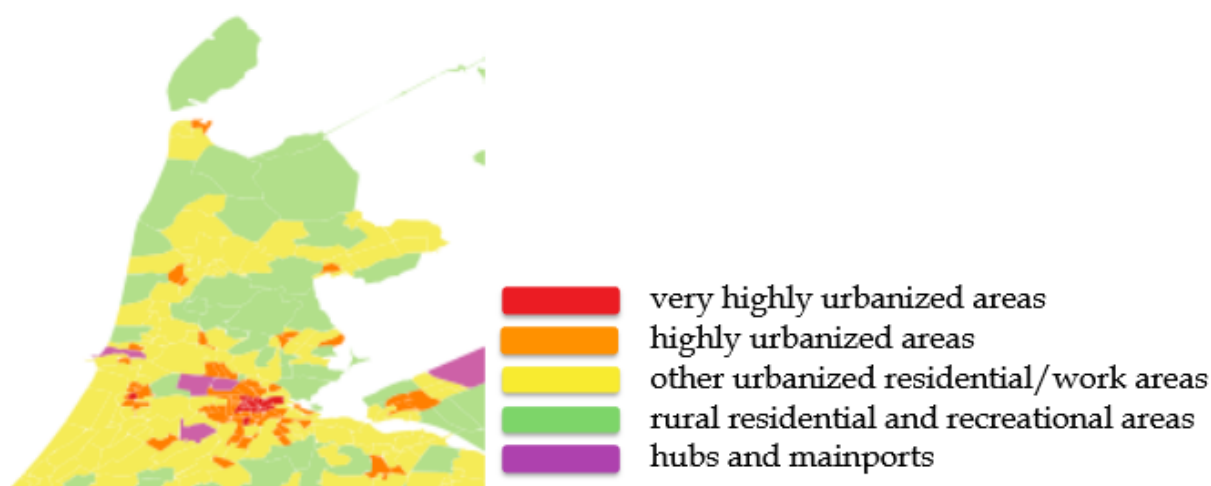 very highly urbanized areas
highly urbanized areas
other urbanized residential/work areas
rural residential and recreational areas
hubs and mainports